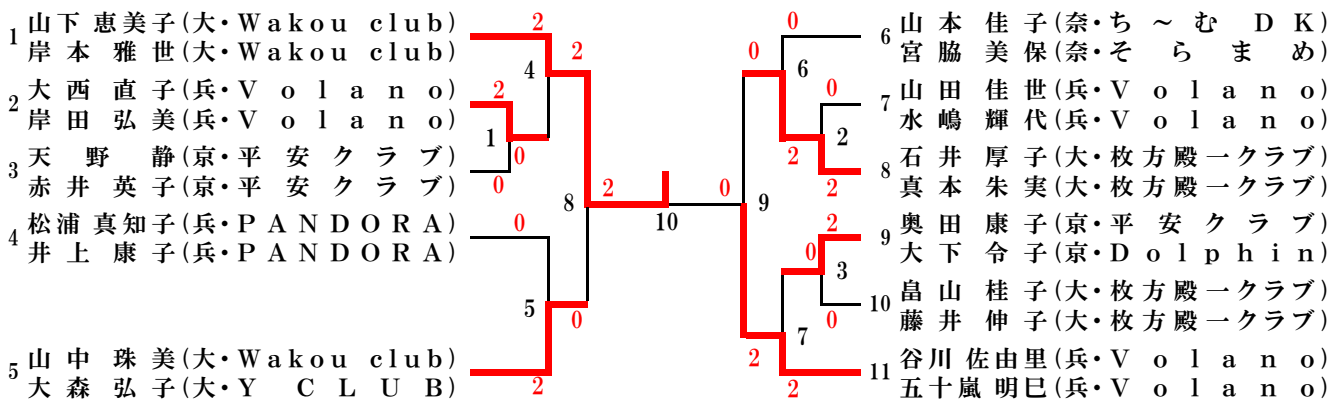 1
山下 恵美子(大・Wakou club)
岸本 雅世(大・Wakou club)
2
大西直子(兵・Volano)
岸田弘美(兵・Volano)
3
天野 静(京・平安クラブ)
赤井英子(京・平安クラブ)
4
松浦真知子(兵・PANDORA)
井上康子(兵・PANDORA)
5
山中珠美(大・Wakou club)
大森弘子(大・Y CLUB)
2
2
4
2
1
0
0
0
5
0
2
8
2
10
0
9
0
0
6
0
2
2
2
2
0
3
0
7
2
2
6
山本佳子(奈・ち～む DK)
宮脇美保(奈・そらまめ)
7
山田佳世(兵・Volano)
水嶋輝代(兵・Volano)
8
石井厚子(大・枚方殿一クラブ)
真本朱実(大・枚方殿一クラブ)
9
奥田康子(京・平安クラブ)
大下令子(京・Dolphin)
10
畠山桂子(大・枚方殿一クラブ)
藤井伸子(大・枚方殿一クラブ)
11
谷川佐由里(兵・Volano)
五十嵐明巳(兵・Volano)